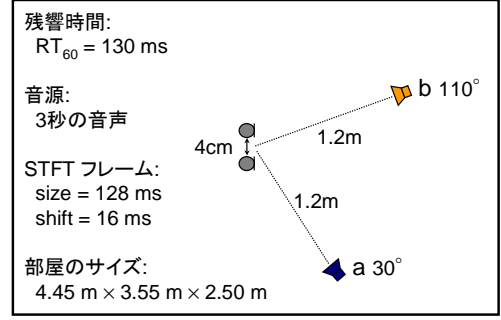 残響時間:
RT60 = 130 ms
音源:
3秒の音声
STFT フレーム:
size = 128 ms
shift = 16 ms
部屋のサイズ:
4.45 m × 3.55 m × 2.50 m
b 110°
1.2m
4cm
1.2m
a 30°